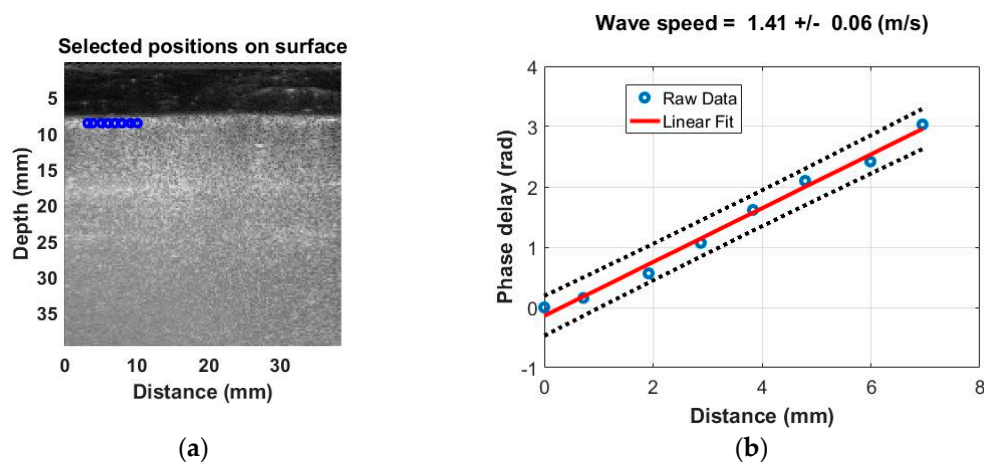 Selected positions on surface
5
10
15
20
25
30
35
Depth (mm)
0 10 20 30
Distance (mm)
(a)
Wave speed = 1.41 +/- 0.06 (m/s)
4
3
2
1
0
-1
Phase delay (rad)
Raw Data
Linear Fit
0 2 4 6 8
Distance (mm)
(b)